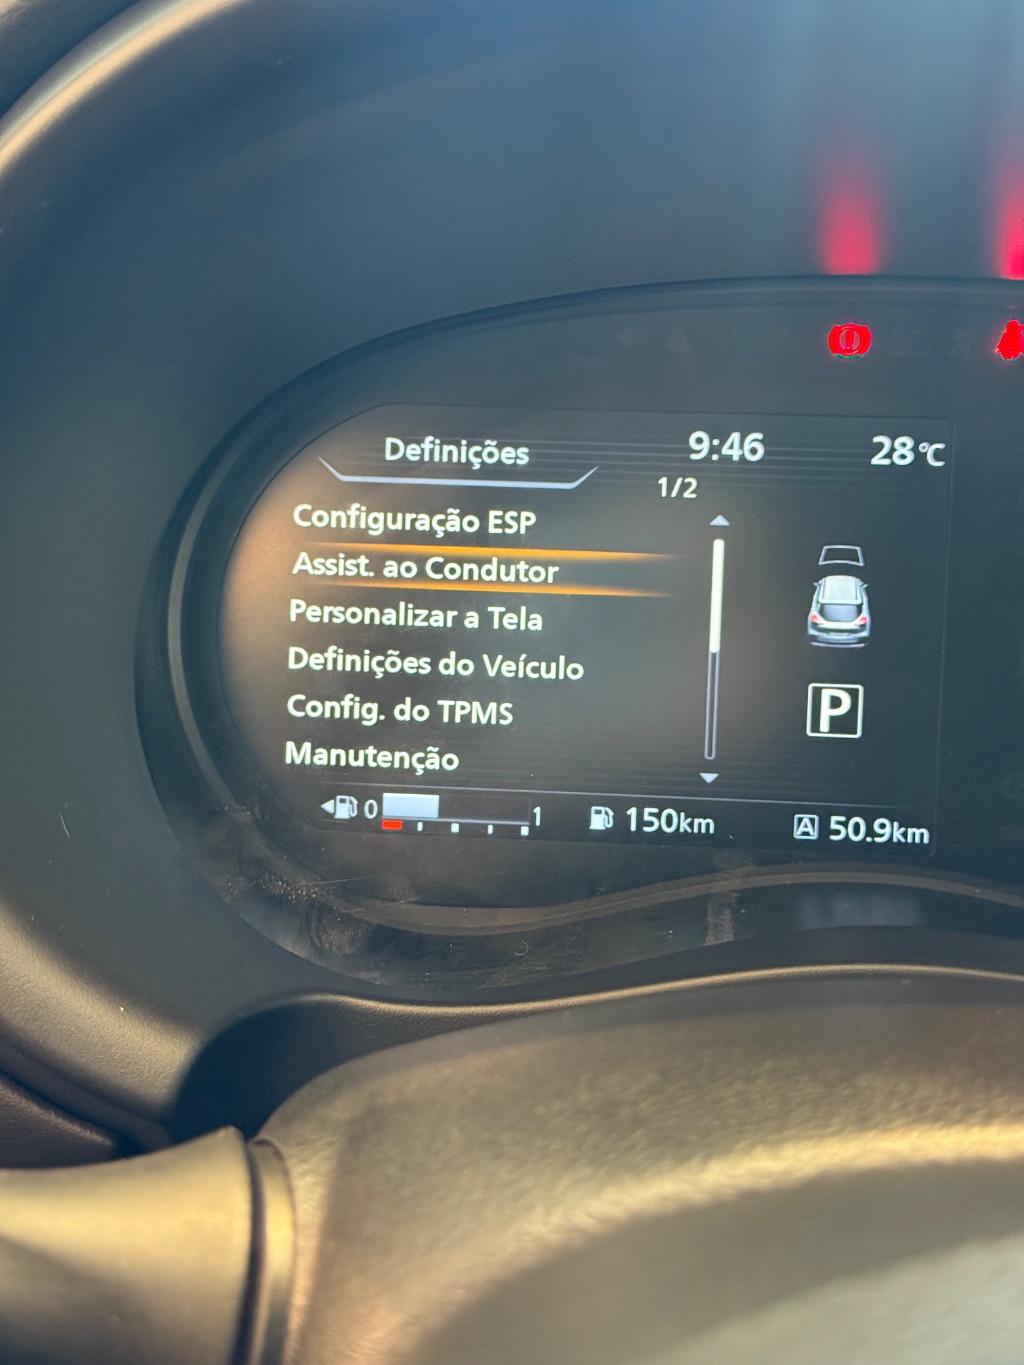 Definições
9:46
28°C
1/2
Configuração ESP
Assist. ao Condutor
Personalizar a Tela
Definições do Veículo
Config. do TPMS
Manutenção
P
0
1
150km
A 50.9km